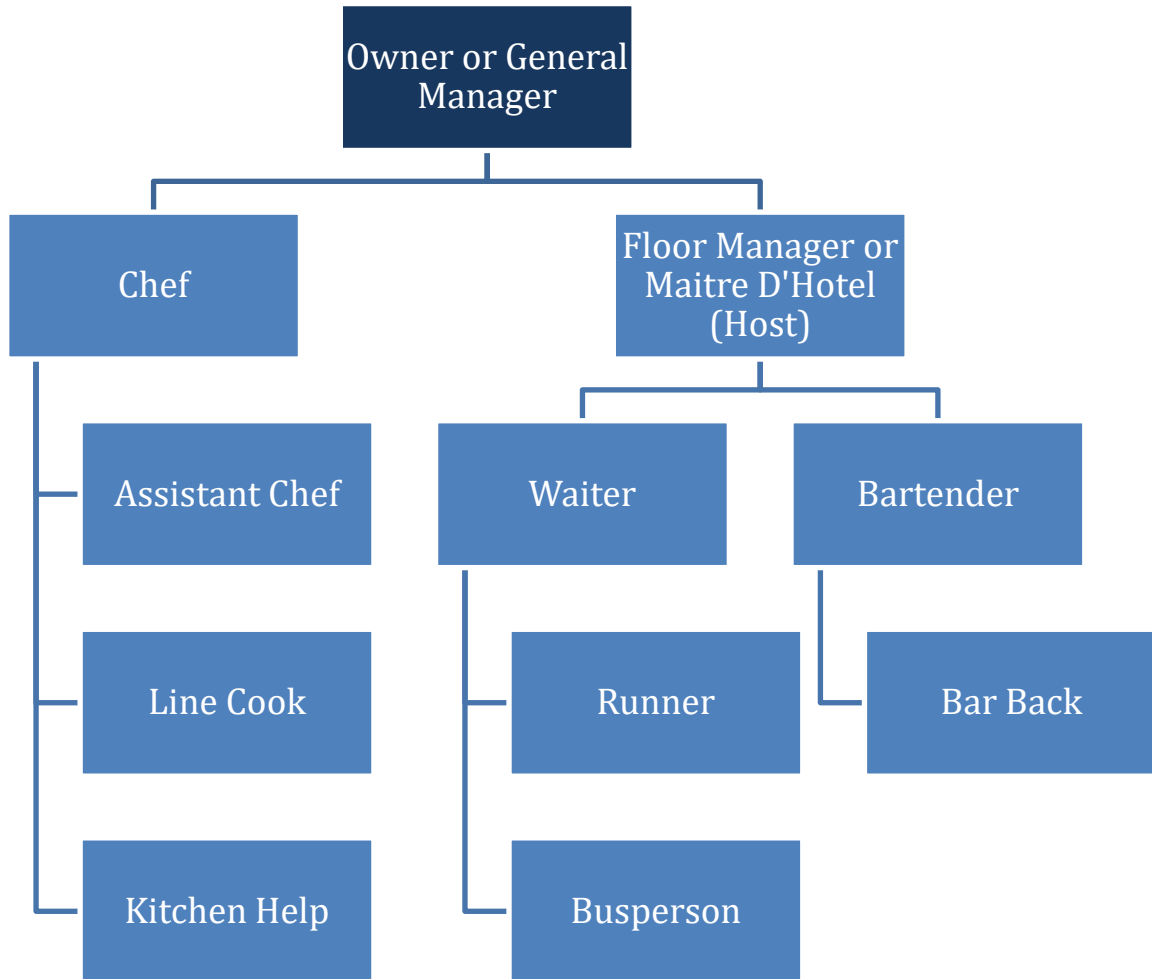 Owner or General
Manager
Chef
Floor Manager or
Maitre D'Hotel
(Host)
Assistant Chef
Waiter
Bartender
Line Cook
Runner
Bar Back
Kitchen Help
Busperson